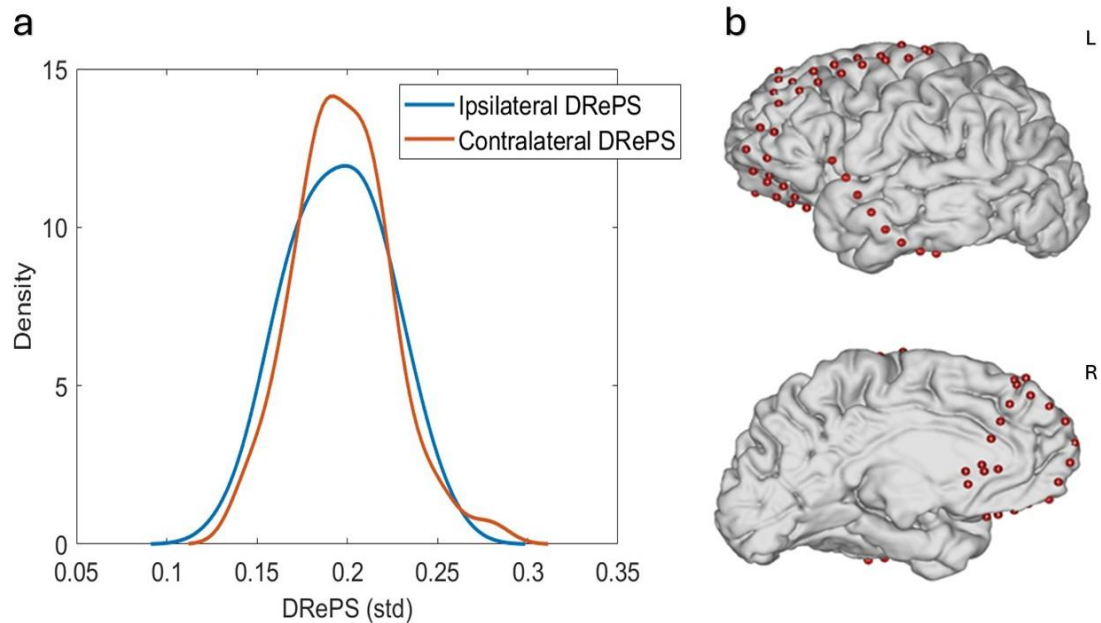 a
b
L
15
Ipsilateral DRePS
Contralateral DRePS
10
Density
5
R
0
0.05 0.1 0.15 0.2 0.25 0.3 0.35
DRePS (std)